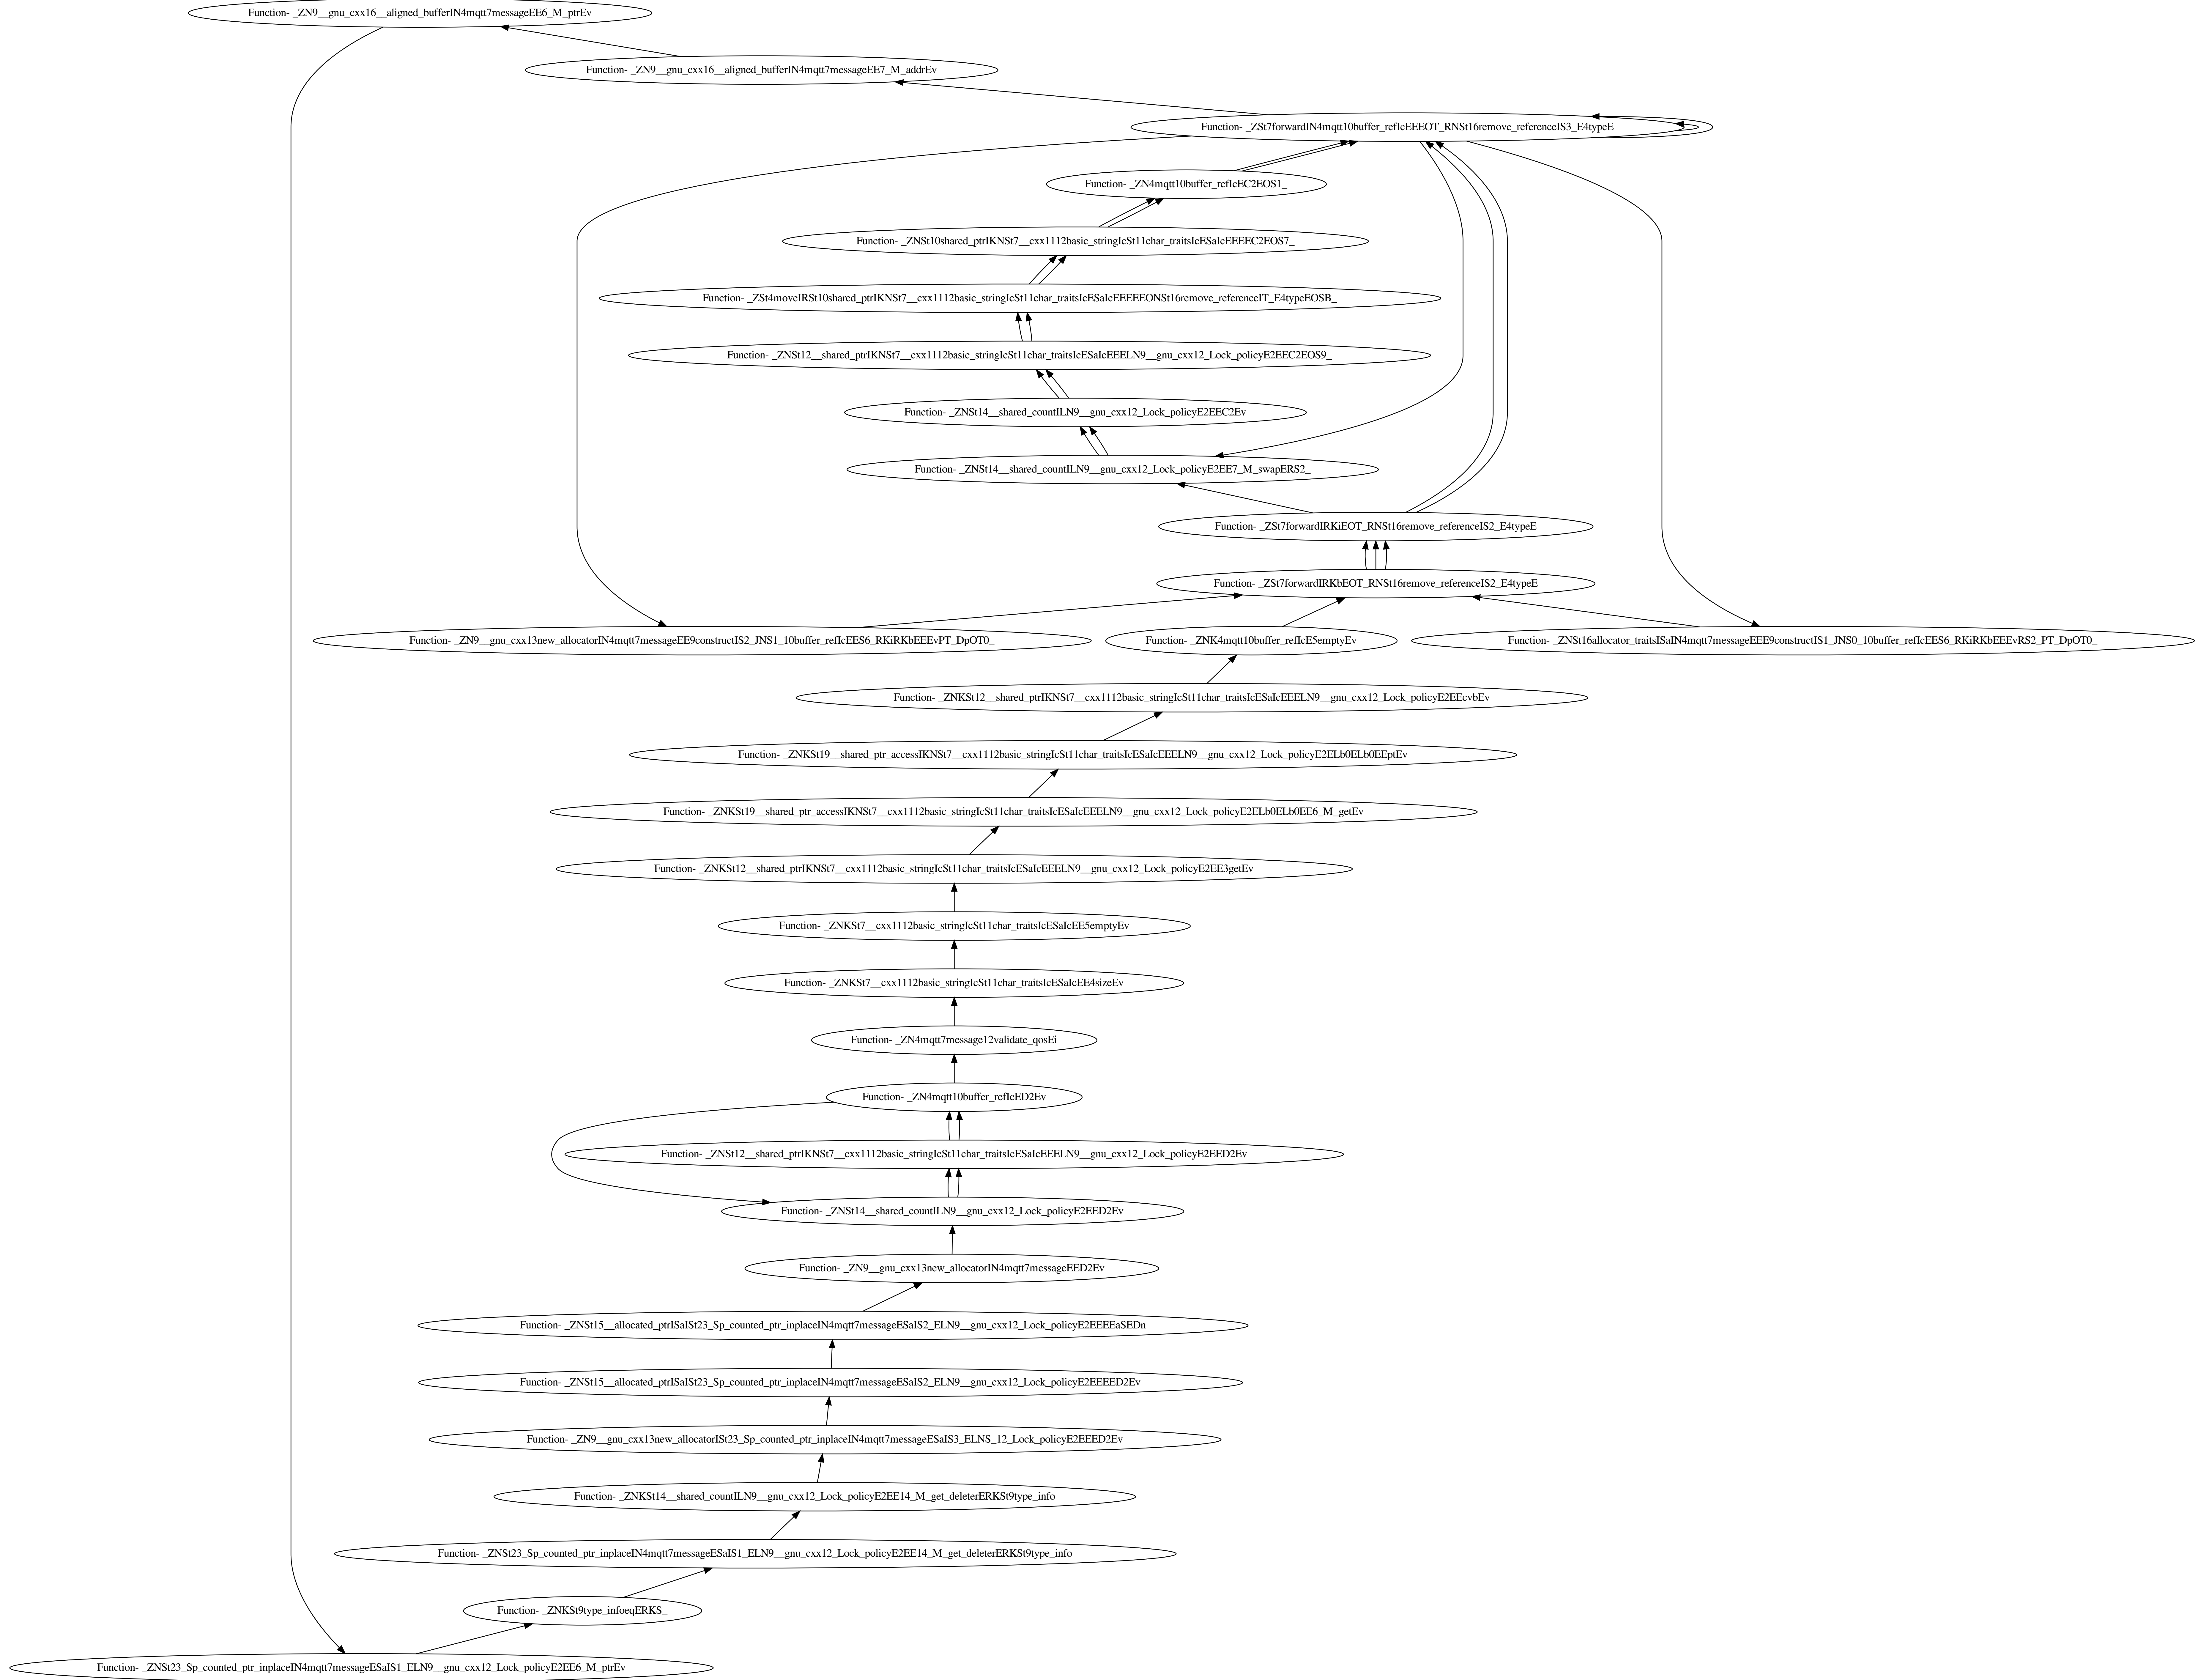 Function- _ZN9__gnu_cxx16__aligned_bufferIN4mqtt7messageEE6_M_ptrEv
Function- _ZN9__gnu_cxx16__aligned_bufferIN4mqtt7messageEE7_M_addrEv
Function- _ZSt7forwardIN4mqtt10buffer_refIcEEEOT_RNSt16remove_referenceIS3_E4typeE
Function- _ZN4mqtt10buffer_refIcEC2EOS1_
Function- _ZNSt10shared_ptrIKNSt7__cxx1112basic_stringIcSt11char_traitsIcESaIcEEEEC2EOS7_
Function- _ZSt4moveIRSt10shared_ptrIKNSt7__cxx1112basic_stringIcSt11char_traitsIcESaIcEEEEEONSt16remove_referenceIT_E4typeEOSB_
Function- _ZNSt12__shared_ptrIKNSt7__cxx1112basic_stringIcSt11char_traitsIcESaIcEEELN9__gnu_cxx12_Lock_policyE2EEC2EOS9_
Function- _ZNSt14__shared_countILN9__gnu_cxx12_Lock_policyE2EEC2Ev
Function- _ZNSt14__shared_countILN9__gnu_cxx12_Lock_policyE2EE7_M_swapERS2_
Function- _ZSt7forwardIRKiEOT_RNSt16remove_referenceIS2_E4typeE
Function- _ZSt7forwardIRKbEOT_RNSt16remove_referenceIS2_E4typeE
Function- _ZN9__gnu_cxx13new_allocatorIN4mqtt7messageEE9constructIS2_JNS1_10buffer_refIcEES6_RKiRKbEEEvPT_DpOT0_
Function- _ZNK4mqtt10buffer_refIcE5emptyEv
Function- _ZNSt16allocator_traitsISaIN4mqtt7messageEEE9constructIS1_JNS0_10buffer_refIcEES6_RKiRKbEEEvRS2_PT_DpOT0_
Function- _ZNKSt12__shared_ptrIKNSt7__cxx1112basic_stringIcSt11char_traitsIcESaIcEEELN9__gnu_cxx12_Lock_policyE2EEcvbEv
Function- _ZNKSt19__shared_ptr_accessIKNSt7__cxx1112basic_stringIcSt11char_traitsIcESaIcEEELN9__gnu_cxx12_Lock_policyE2ELb0ELb0EEptEv
Function- _ZNKSt19__shared_ptr_accessIKNSt7__cxx1112basic_stringIcSt11char_traitsIcESaIcEEELN9__gnu_cxx12_Lock_policyE2ELb0ELb0EE6_M_getEv
Function- _ZNKSt12__shared_ptrIKNSt7__cxx1112basic_stringIcSt11char_traitsIcESaIcEEELN9__gnu_cxx12_Lock_policyE2EE3getEv
Function- _ZNKSt7__cxx1112basic_stringIcSt11char_traitsIcESaIcEE5emptyEv
Function- _ZNKSt7__cxx1112basic_stringIcSt11char_traitsIcESaIcEE4sizeEv
Function- _ZN4mqtt7message12validate_qosEi
Function- _ZN4mqtt10buffer_refIcED2Ev
Function- _ZNSt12__shared_ptrIKNSt7__cxx1112basic_stringIcSt11char_traitsIcESaIcEEELN9__gnu_cxx12_Lock_policyE2EED2Ev
Function- _ZNSt14__shared_countILN9__gnu_cxx12_Lock_policyE2EED2Ev
Function- _ZN9__gnu_cxx13new_allocatorIN4mqtt7messageEED2Ev
Function- _ZNSt15__allocated_ptrISaISt23_Sp_counted_ptr_inplaceIN4mqtt7messageESaIS2_ELN9__gnu_cxx12_Lock_policyE2EEEEaSEDn
Function- _ZNSt15__allocated_ptrISaISt23_Sp_counted_ptr_inplaceIN4mqtt7messageESaIS2_ELN9__gnu_cxx12_Lock_policyE2EEEED2Ev
Function- _ZN9__gnu_cxx13new_allocatorISt23_Sp_counted_ptr_inplaceIN4mqtt7messageESaIS3_ELNS_12_Lock_policyE2EEED2Ev
Function- _ZNKSt14__shared_countILN9__gnu_cxx12_Lock_policyE2EE14_M_get_deleterERKSt9type_info
Function- _ZNSt23_Sp_counted_ptr_inplaceIN4mqtt7messageESaIS1_ELN9__gnu_cxx12_Lock_policyE2EE14_M_get_deleterERKSt9type_info
Function- _ZNKSt9type_infoeqERKS_
Function- _ZNSt23_Sp_counted_ptr_inplaceIN4mqtt7messageESaIS1_ELN9__gnu_cxx12_Lock_policyE2EE6_M_ptrEv